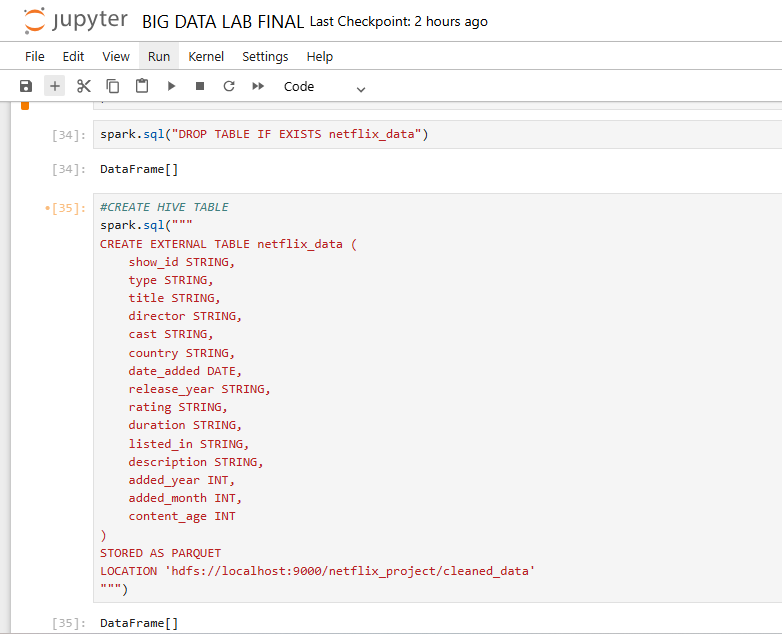 jupyter BIG DATA LAB FINAL Last Checkpoint: 2 hours ago
File Edit View Run Kernel Settings Help
Code
[34]: spark.sql("DROP TABLE IF EXISTS netflix_data")
[34]: DataFrame[]
•[35]: #CREATE HIVE TABLE
spark.sql("""
CREATE EXTERNAL TABLE netflix_data (
    show_id STRING,
    type STRING,
    title STRING,
    director STRING,
    cast STRING,
    country STRING,
    date_added DATE,
    release_year STRING,
    rating STRING,
    duration STRING,
    listed_in STRING,
    description STRING,
    added_year INT,
    added_month INT,
    content_age INT
)
STORED AS PARQUET
LOCATION 'hdfs://localhost:9000/netflix_project/cleaned_data'
""")
[35]: DataFrame[]